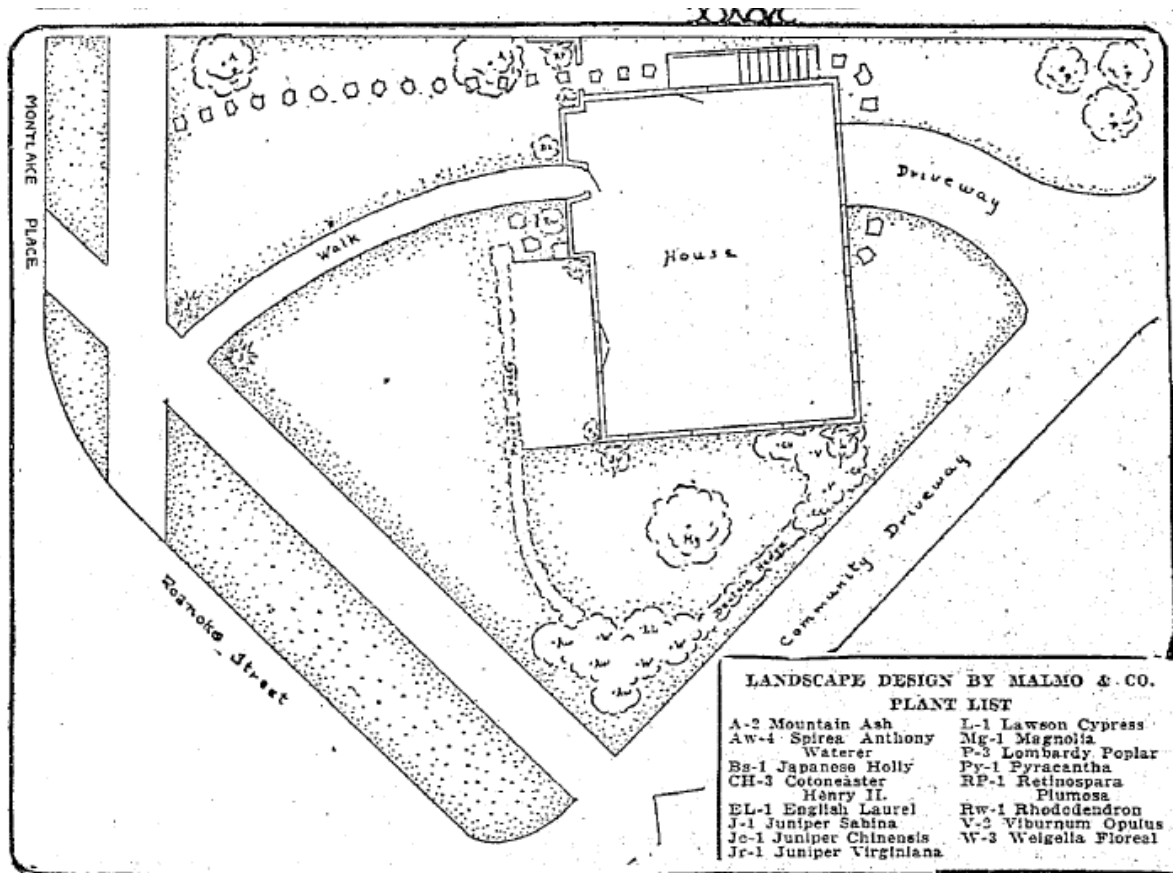 MONTLAKE PLACE
Walk
House
Driveway
Mg
Community Driveway
Roanoke Street
LANDSCAPE DESIGN BY MALMO & CO.
PLANT LIST
A-2 Mountain Ash
Aw-4 Spirea Anthony
Waterer
Bs-1 Japanese Holly
CH-3 Cotoneaster
Henry II.
EL-1 English Laurel
J-1 Juniper Sabina
Jc-1 Juniper Chinensis
Jr-1 Juniper Virginiana
L-1 Lawson Cypress
Mg-1 Magnolia
P-3 Lombardy Poplar
Py-1 Pyracantha
RP-1 Retinospara
Plumosa
Rw-1 Rhododendron
V-2 Viburnum Opulus
W-3 Weigelia Floreal